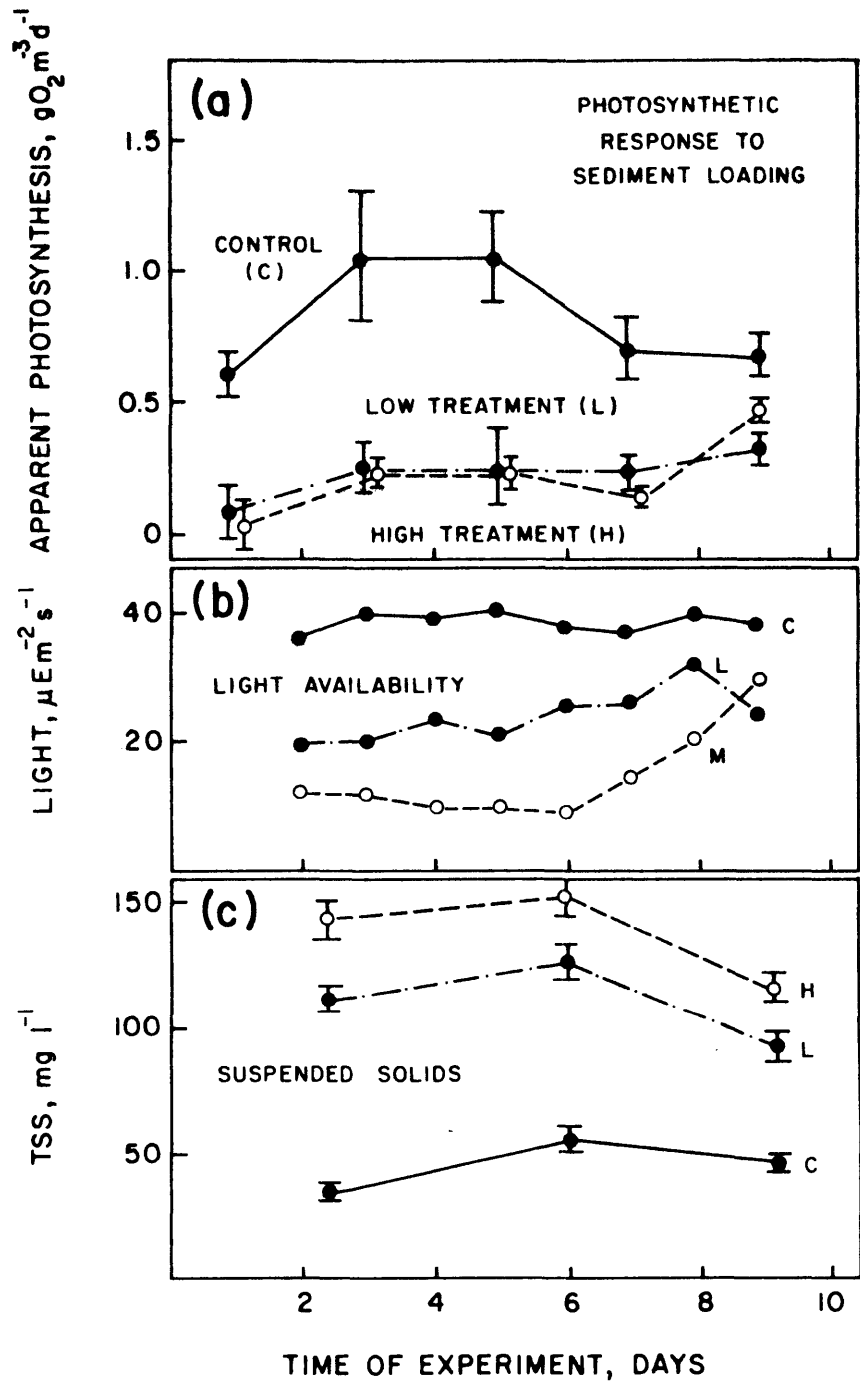 APPARENT PHOTOSYNTHESIS, gO₂m⁻³d⁻¹
(a)
PHOTOSYNTHETIC
RESPONSE TO
SEDIMENT LOADING
1.5
1.0
0.5
0
CONTROL
(C)
LOW TREATMENT (L)
HIGH TREATMENT (H)
LIGHT, µEm⁻²s⁻¹
(b)
40
20
LIGHT AVAILABILITY
C
L
M
TSS, mg l⁻¹
(c)
150
100
50
SUSPENDED SOLIDS
H
L
C
2 4 6 8 10
TIME OF EXPERIMENT, DAYS